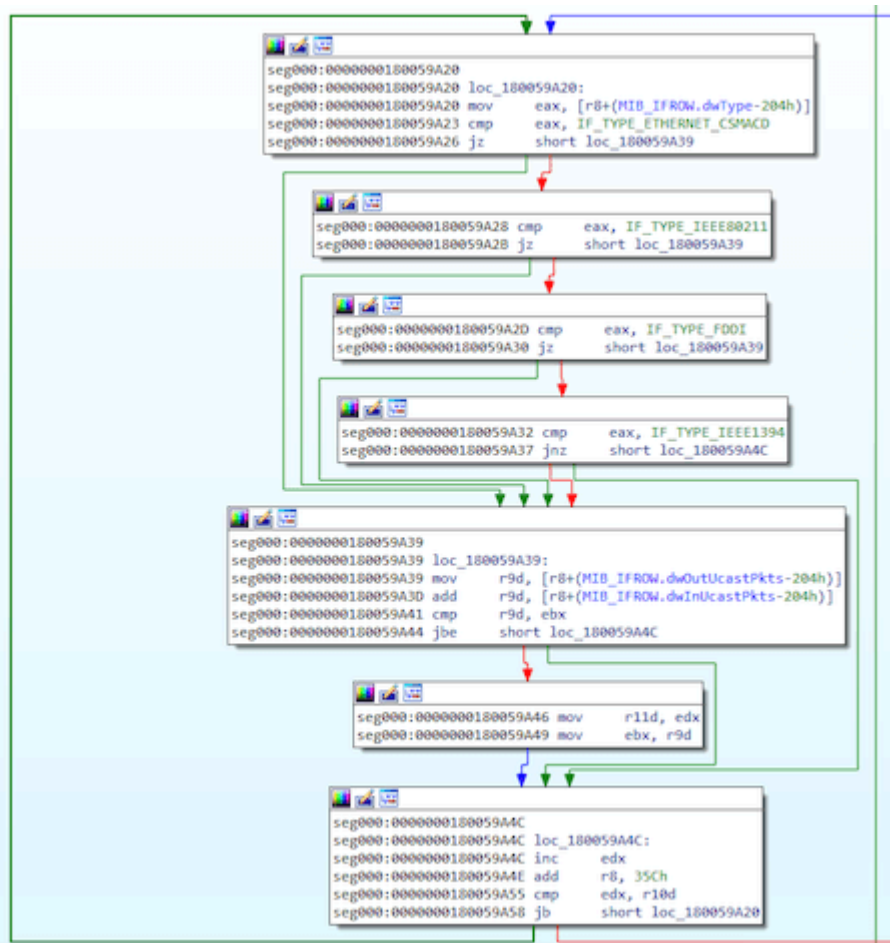 seg000:0000000180059A20
seg000:0000000180059A20 loc_180059A20:
seg000:0000000180059A20 mov eax, [r8+(MIB_IFROW.dwType-204h)]
seg000:0000000180059A23 cmp eax, IF_TYPE_ETHERNET_CSMACD
seg000:0000000180059A26 jz short loc_180059A39
seg000:0000000180059A28 cmp eax, IF_TYPE_IEEE80211
seg000:0000000180059A2B jz short loc_180059A39
seg000:0000000180059A2D cmp eax, IF_TYPE_FDDI
seg000:0000000180059A30 jz short loc_180059A39
seg000:0000000180059A32 cmp eax, IF_TYPE_IEEE1394
seg000:0000000180059A37 jnz short loc_180059A4C
seg000:0000000180059A39
seg000:0000000180059A39 loc_180059A39:
seg000:0000000180059A39 mov r9d, [r8+(MIB_IFROW.dwOutUcastPkts-204h)]
seg000:0000000180059A3D add r9d, [r8+(MIB_IFROW.dwInUcastPkts-204h)]
seg000:0000000180059A41 cmp r9d, ebx
seg000:0000000180059A44 jbe short loc_180059A4C
seg000:0000000180059A46 mov r11d, edx
seg000:0000000180059A49 mov ebx, r9d
seg000:0000000180059A4C
seg000:0000000180059A4C loc_180059A4C:
seg000:0000000180059A4C inc edx
seg000:0000000180059A4E add r8, 35Ch
seg000:0000000180059A55 cmp edx, r10d
seg000:0000000180059A58 jb short loc_180059A20